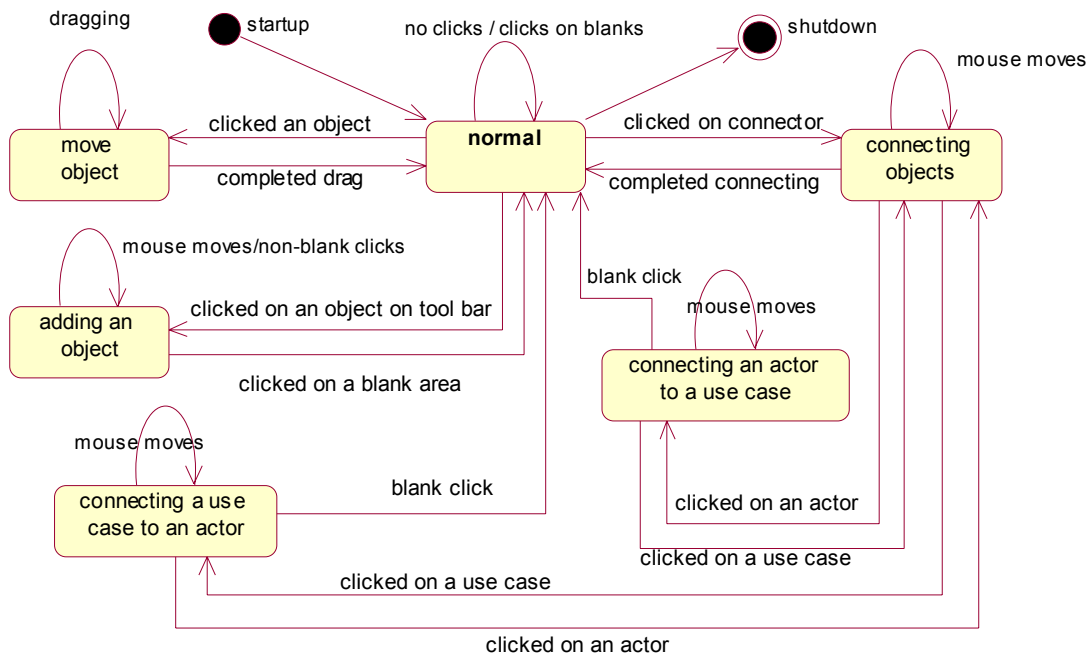 dragging
startup
no clicks / clicks on blanks
shutdown
mouse moves
clicked an object
normal
clicked on connector
move
object
connecting
objects
completed drag
completed connecting
mouse moves/non-blank clicks
blank click
mouse moves
clicked on an object on tool bar
adding an
object
connecting an actor
to a use case
clicked on a blank area
mouse moves
blank click
connecting a use
case to an actor
clicked on an actor
clicked on a use case
clicked on a use case
clicked on an actor